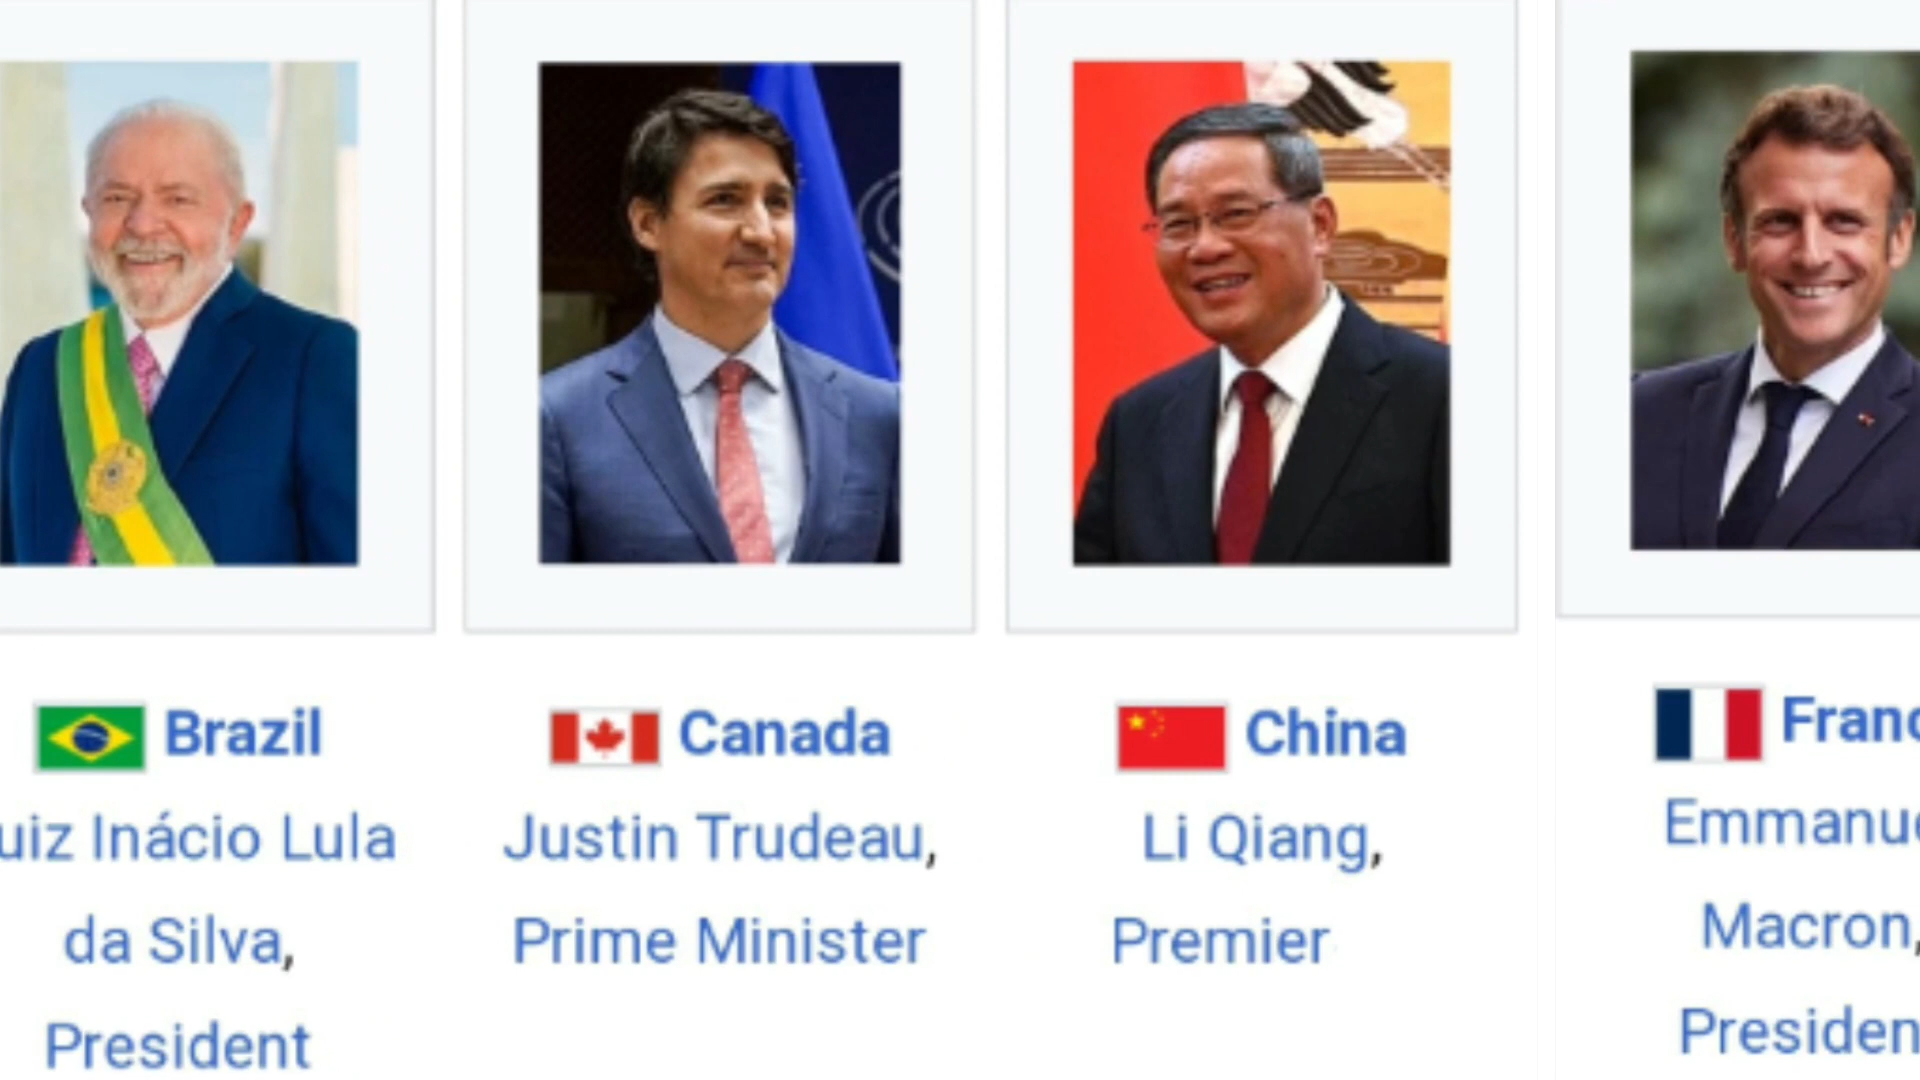 Brazil
uiz Inácio Lula
da Silva,
President
Canada
Justin Trudeau,
Prime Minister
China
Li Qiang,
Premier
Franc
Emmanue
Macron,
Presiden